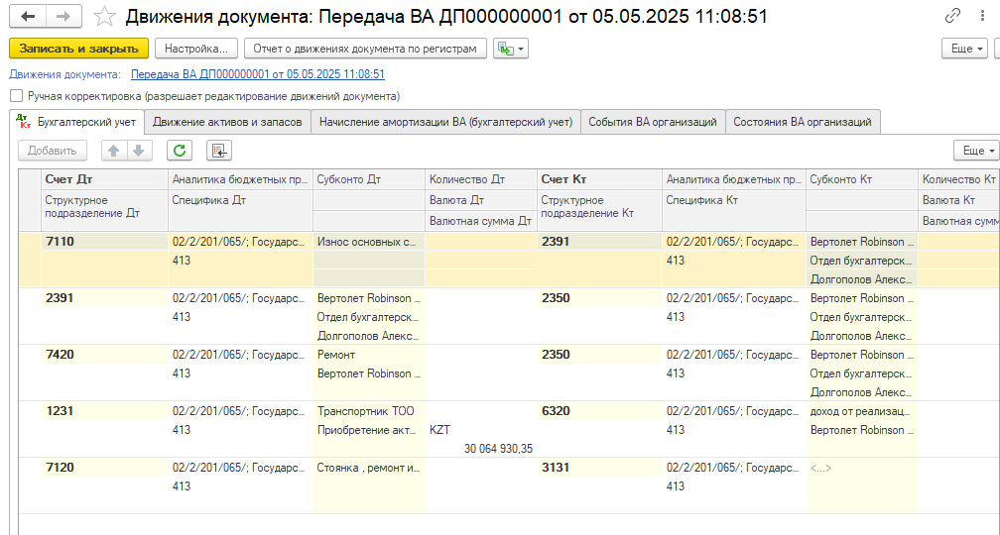 Движения документа: Передача ВА ДП000000001 от 05.05.2025 11:08:51
Записать и закрыть Настройка... Отчет о движениях документа по регистрам Еще
Движения документа: Передача ВА ДП000000001 от 05.05.2025 11:08:51
Ручная корректировка (разрешает редактирование движений документа)
Дт Кт Бухгалтерский учет Движение активов и запасов Начисление амортизации ВА (бухгалтерский учет) События ВА организаций Состояния ВА организаций
Добавить Еще
Счет Дт Аналитика бюджетных пр... Субконто Дт Количество Дт Счет Кт Аналитика бюджетных пр... Субконто Кт Количество Кт
Структурное подразделение Дт Специфика Дт Валюта Дт Структурное подразделение Кт Специфика Кт Валюта Кт
Валютная сумма Дт Валютная сумм
7110 02/2/201/065/; Государс... Износ основных с... 2391 02/2/201/065/; Государс... Вертолет Robinson ...
413 413 Отдел бухгалтерск...
Долгополов Алекс...
2391 02/2/201/065/; Государс... Вертолет Robinson ... 2350 02/2/201/065/; Государс... Вертолет Robinson ...
413 Отдел бухгалтерск... 413 Отдел бухгалтерск...
Долгополов Алекс... Долгополов Алекс...
7420 02/2/201/065/; Государс... Ремонт 2350 02/2/201/065/; Государс... Вертолет Robinson ...
413 Вертолет Robinson ... 413 Отдел бухгалтерск...
Долгополов Алекс...
1231 02/2/201/065/; Государс... Транспортник ТОО 6320 02/2/201/065/; Государс... доход от реализац...
413 Приобретение акт... KZT 413 Вертолет Robinson ...
30 064 930,35
7120 02/2/201/065/; Государс... Стоянка , ремонт и... 3131 02/2/201/065/; Государс... <...>
413 413